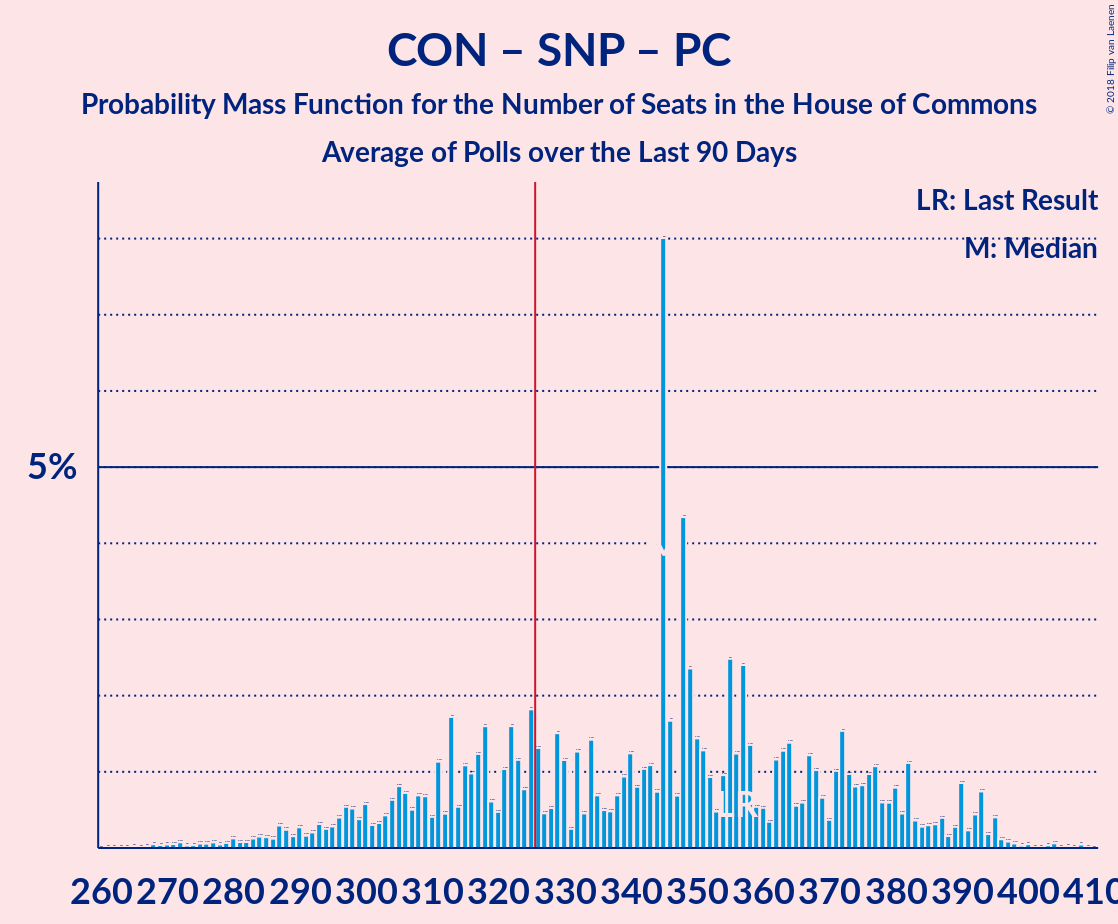 CON – SNP – PC
Probability Mass Function for the Number of Seats in the House of Commons
Average of Polls over the Last 90 Days
© 2018 Filip van Laenen
LR: Last Result
M: Median
5%
LR
260 270 280 290 300 310 320 330 340 350 360 370 380 390 400 410